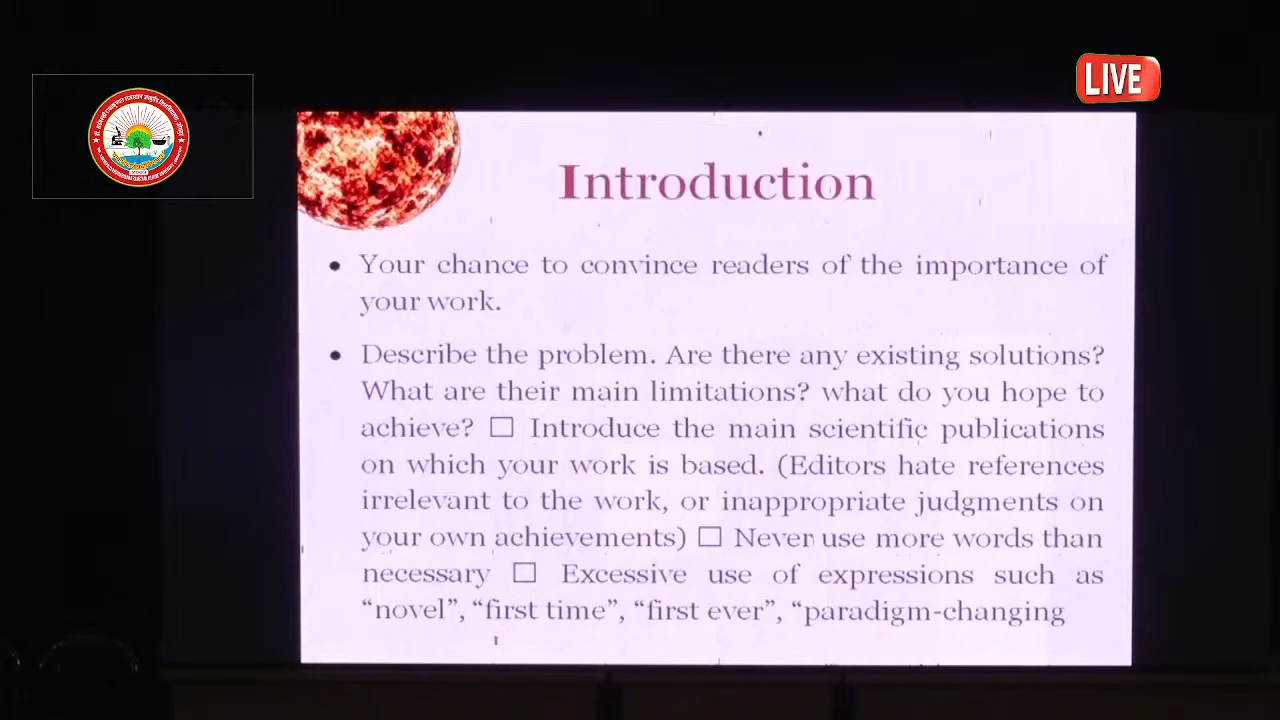 LIVE
Introduction
• Your chance to convince readers of the importance of
your work.
• Describe the problem. Are there any existing solutions?
What are their main limitations? what do you hope to
achieve? □ Introduce the main scientific publications
on which your work is based. (Editors hate references
irrelevant to the work, or inappropriate judgments on
your own achievements) □ Never use more words than
necessary □ Excessive use of expressions such as
“novel”, “first time”, “first ever”, “paradigm-changing